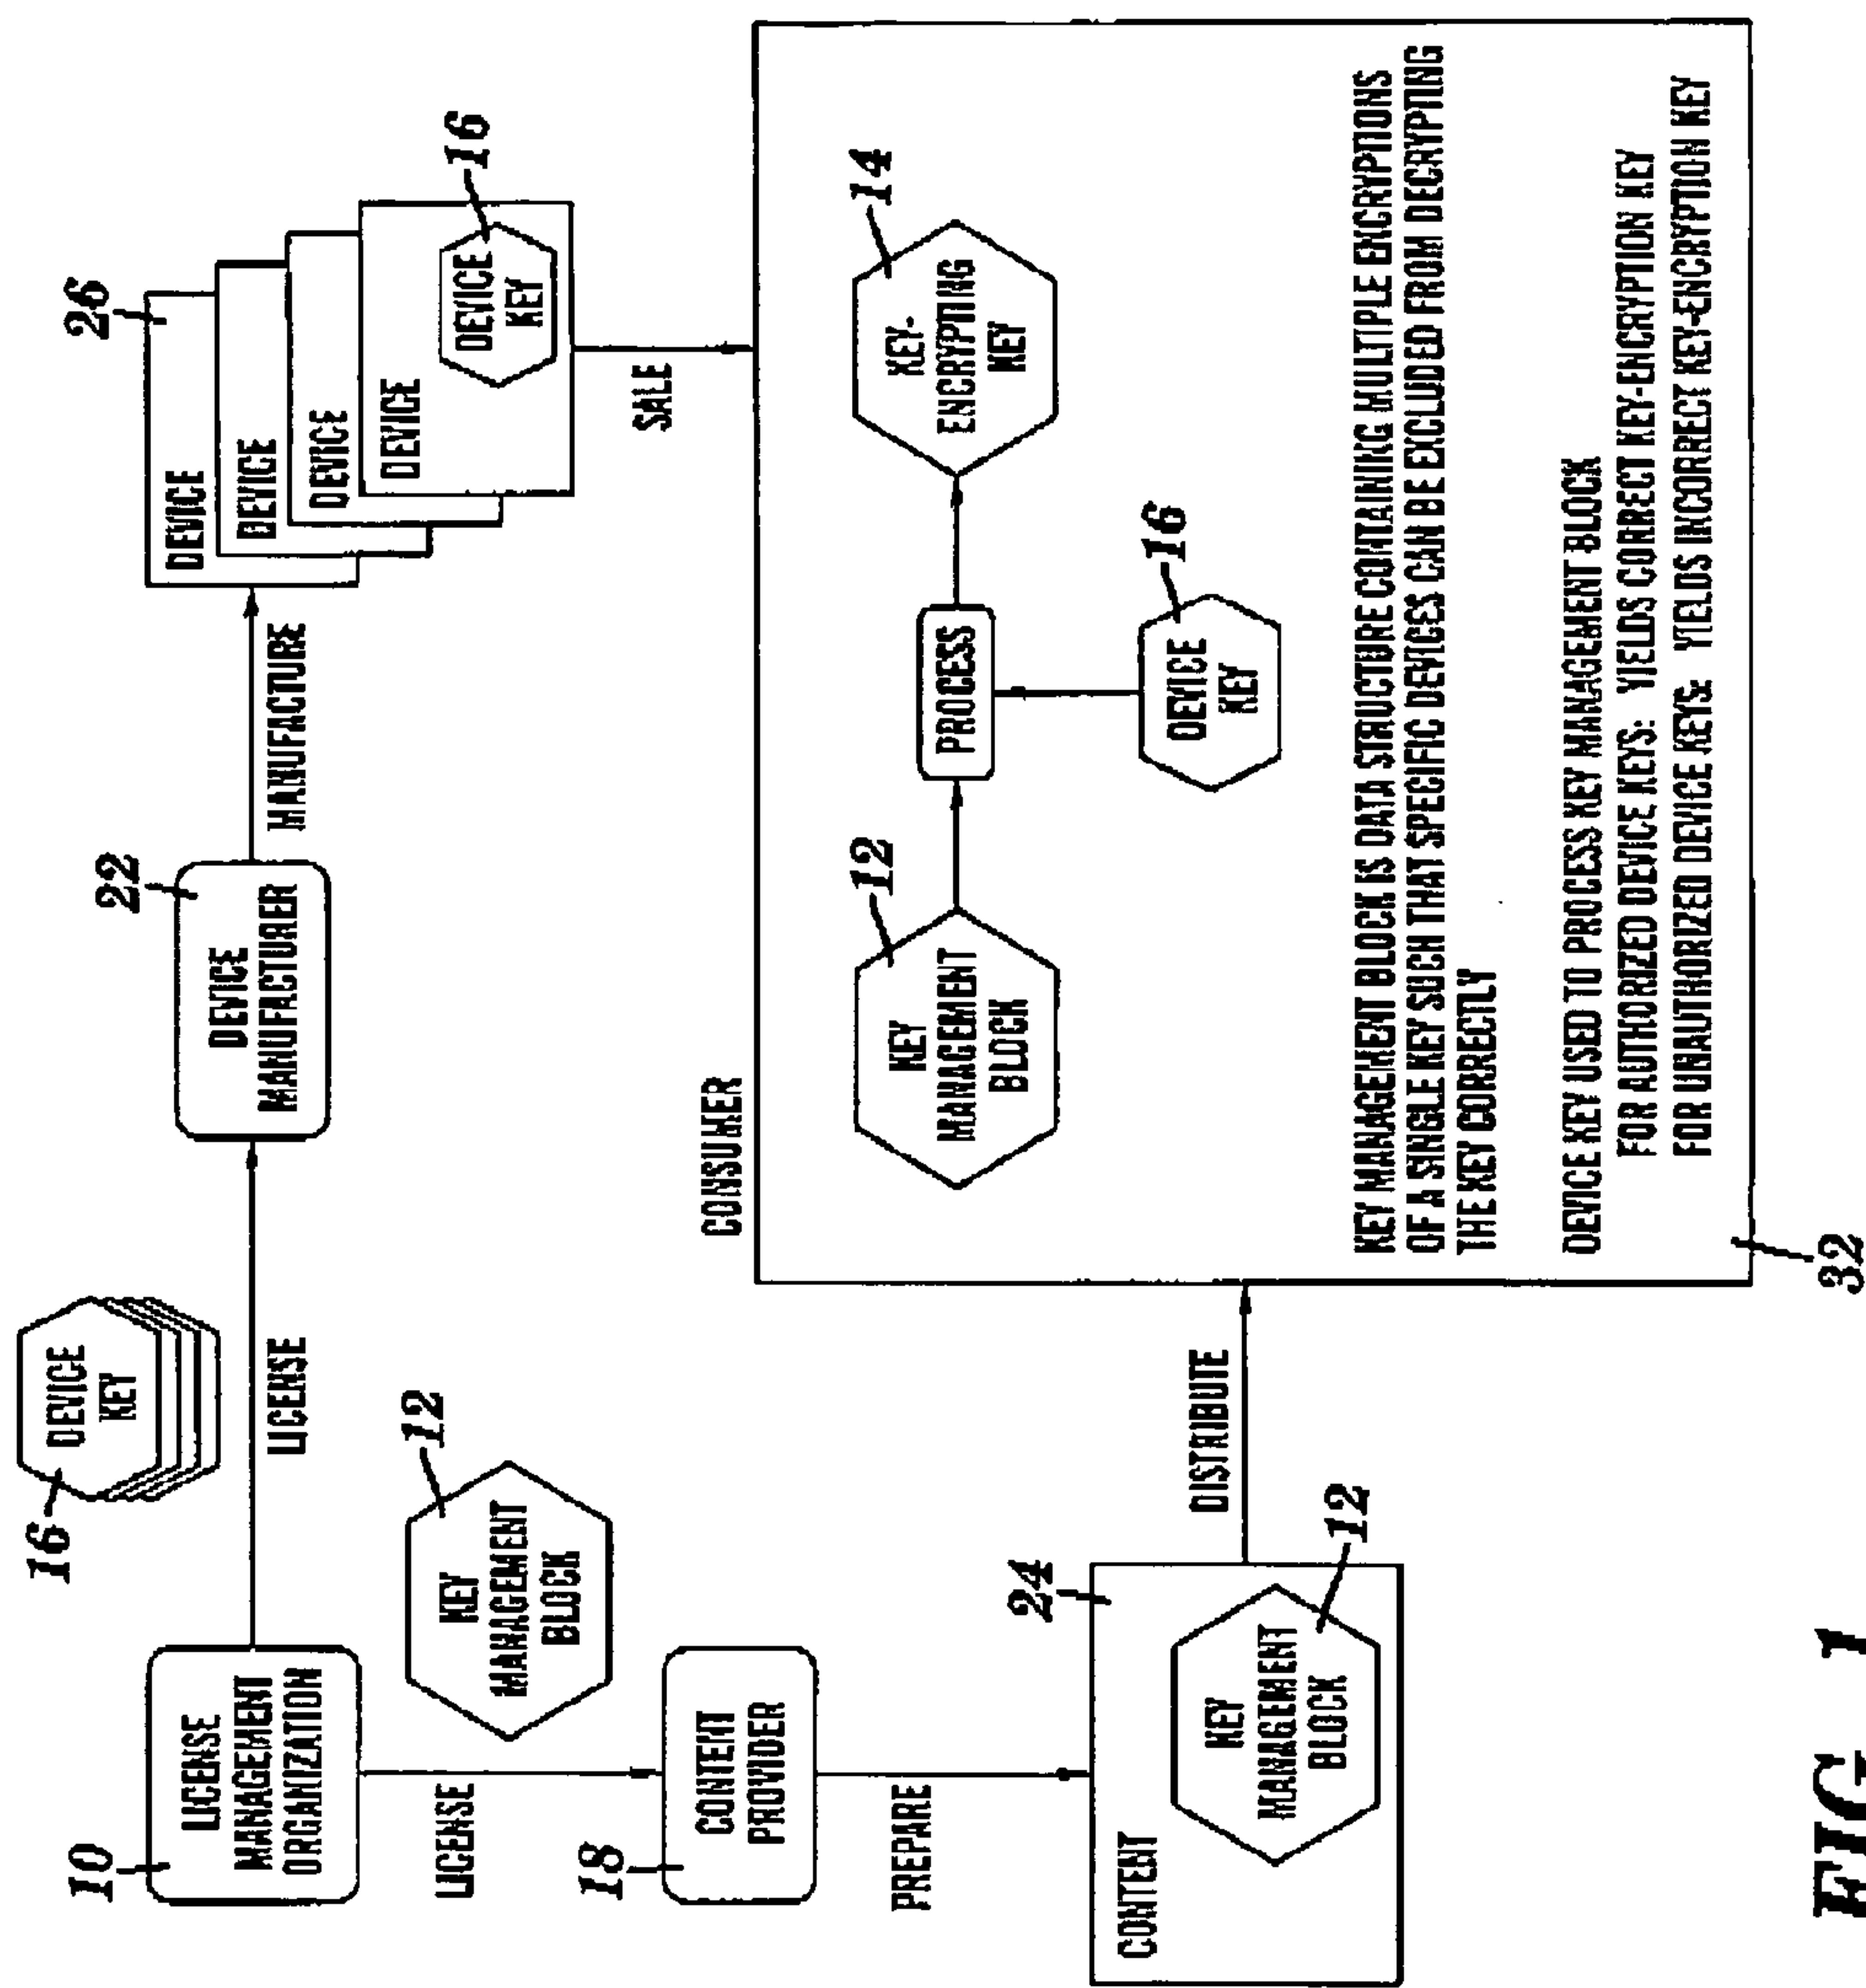 16
DEVICE
KEY
10
LICENSE
MANAGEMENT
ORGANIZATION
LICENSE
22
DEVICE
MANUFACTURER
MANUFACTURE
26
DEVICE
DEVICE
DEVICE
DEVICE
DEVICE
KEY
16
LICENSE
KEY
MANAGEMENT
BLOCK
12
SALE
18
CONTENT
PROVIDER
PREPARE
CONSUMER
KEY
MANAGEMENT
BLOCK
12
PROCESS
KEY-
ENCRYPTING
KEY
14
DEVICE
KEY
16
24
CONTENT
KEY
MANAGEMENT
BLOCK
12
DISTRIBUTE
KEY MANAGEMENT BLOCK IS DATA STRUCTURE CONTAINING MULTIPLE ENCRYPTIONS
OF A SINGLE KEY SUCH THAT SPECIFIC DEVICES CAN BE EXCLUDED FROM DECRYPTING
THE KEY CORRECTLY
DEVICE KEY USED TO PROCESS KEY MANAGEMENT BLOCK
FOR AUTHORIZED DEVICE KEYS: YIELDS CORRECT KEY-ENCRYPTION KEY
FOR UNAUTHORIZED DEVICE KEYS: YIELDS INCORRECT KEY-ENCRYPTION KEY
32
FIG 1